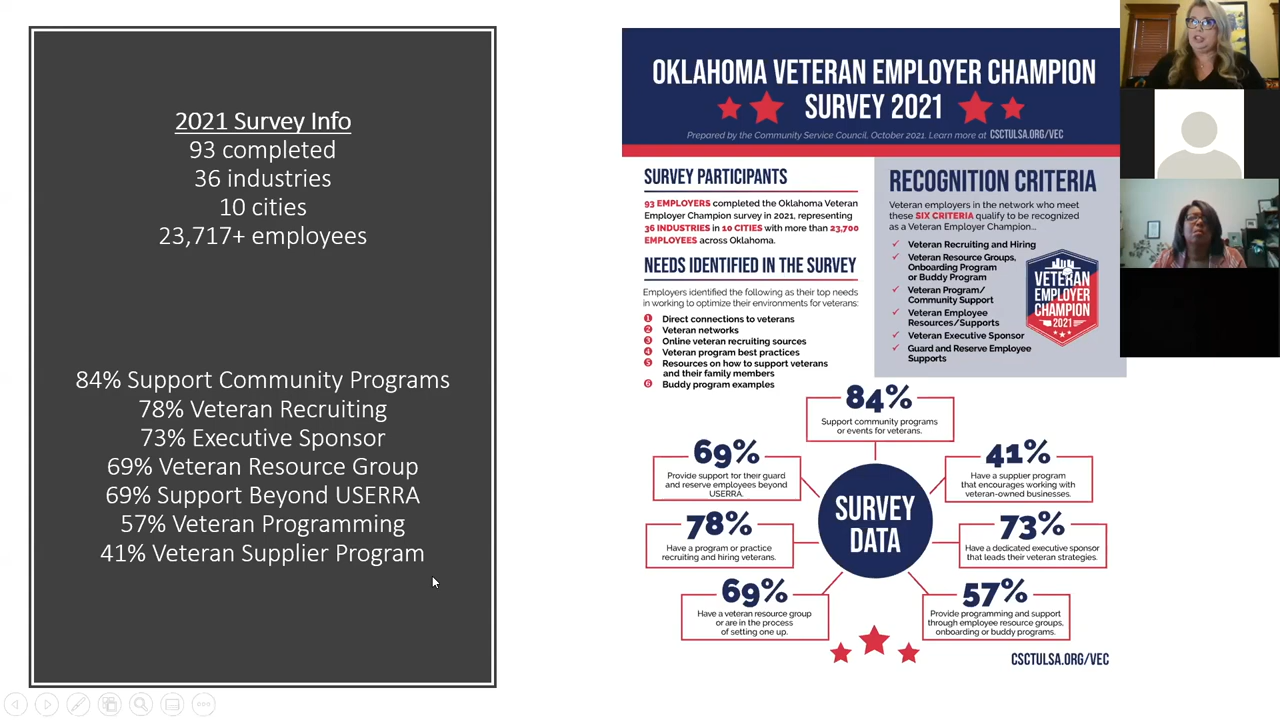 2021 Survey Info
93 completed
36 industries
10 cities
23,717+ employees
84% Support Community Programs
78% Veteran Recruiting
73% Executive Sponsor
69% Veteran Resource Group
69% Support Beyond USERRA
57% Veteran Programming
41% Veteran Supplier Program
OKLAHOMA VETERAN EMPLOYER CHAMPION
SURVEY 2021
Prepared by the Community Service Council, October 2021. Learn more at CSCTULSA.ORG/VEC
SURVEY PARTICIPANTS
93 EMPLOYERS completed the Oklahoma Veteran
Employer Champion survey in 2021, representing
36 INDUSTRIES in 10 CITIES with more than 23,700
EMPLOYEES across Oklahoma.
NEEDS IDENTIFIED IN THE SURVEY
Employers identified the following as their top needs
in working to optimize their environments for veterans:
1 Direct connections to veterans
2 Veteran networks
3 Online veteran recruiting sources
4 Veteran program best practices
5 Resources on how to support veterans
and their family members
6 Buddy program examples
RECOGNITION CRITERIA
Veteran employers in the network who meet
these SIX CRITERIA qualify to be recognized
as a Veteran Employer Champion...
✓ Veteran Recruiting and Hiring
✓ Veteran Resource Groups,
Onboarding Program
or Buddy Program
✓ Veteran Program/
Community Support
✓ Veteran Employee
Resources/Supports
✓ Veteran Executive Sponsor
✓ Guard and Reserve Employee
Supports
VETERAN
EMPLOYER
CHAMPION
2021
84%
Support community programs
or events for veterans.
69%
Provide support for their guard
and reserve employees beyond
USERRA.
41%
Have a supplier program
that encourages working with
veteran-owned businesses.
SURVEY
DATA
78%
Have a program or practice
recruiting and hiring veterans.
73%
Have a dedicated executive sponsor
that leads their veteran strategies.
69%
Have a veteran resource group
or are in the process
of setting one up.
57%
Provide programming and support
through employee resource groups,
onboarding or buddy programs.
CSCTULSA.ORG/VEC